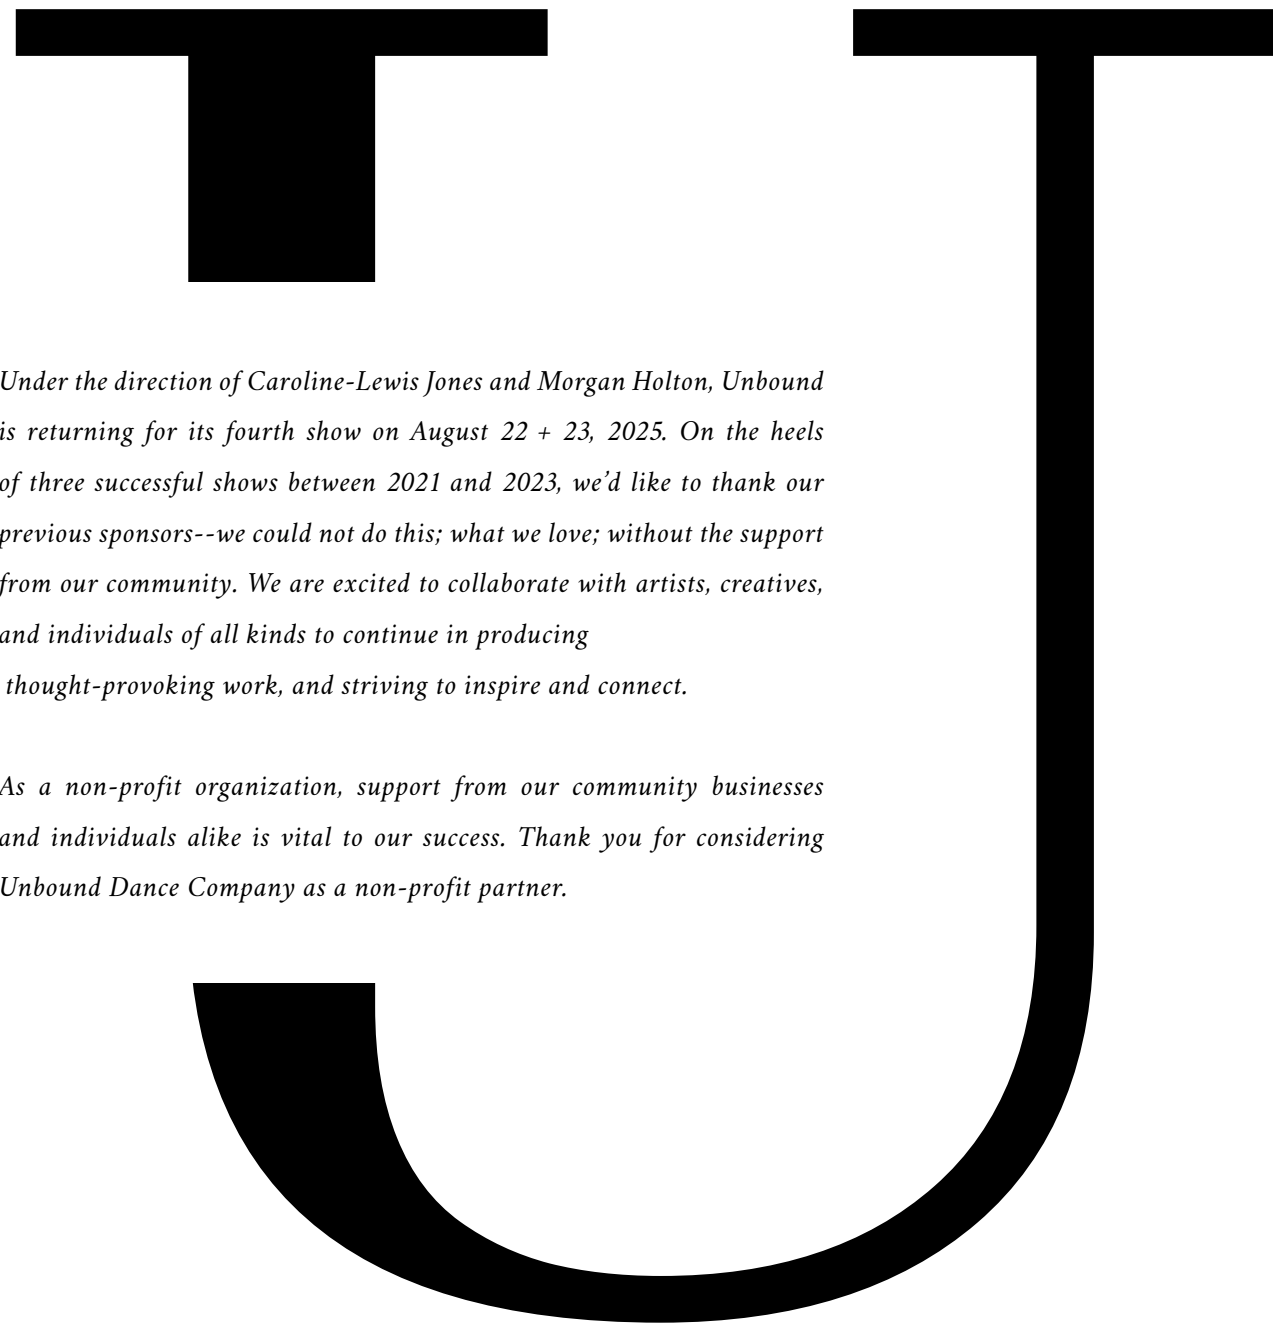 U
Under the direction of Caroline-Lewis Jones and Morgan Holton, Unbound
is returning for its fourth show on August 22 + 23, 2025. On the heels
of three successful shows between 2021 and 2023, we’d like to thank our
previous sponsors--we could not do this; what we love; without the support
from our community. We are excited to collaborate with artists, creatives,
and individuals of all kinds to continue in producing
thought-provoking work, and striving to inspire and connect.
As a non-profit organization, support from our community businesses
and individuals alike is vital to our success. Thank you for considering
Unbound Dance Company as a non-profit partner.